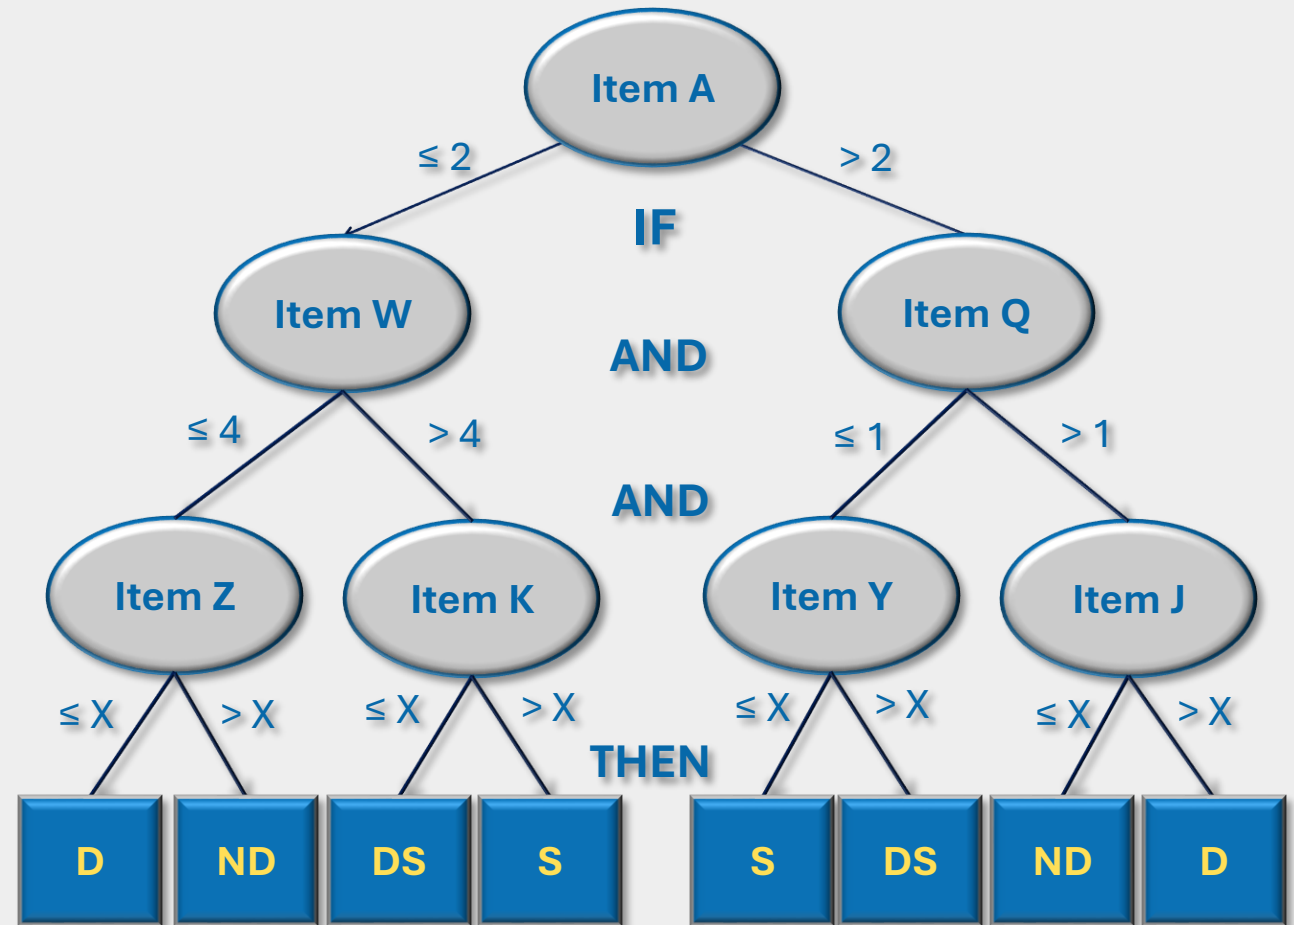 Item A
≤ 2
> 2
IF
Item W
Item Q
AND
≤ 4
> 4
≤ 1
> 1
AND
Item Z
Item K
Item Y
Item J
≤ X
> X
≤ X
> X
≤ X
> X
≤ X
> X
THEN
D
ND
DS
S
S
DS
ND
D